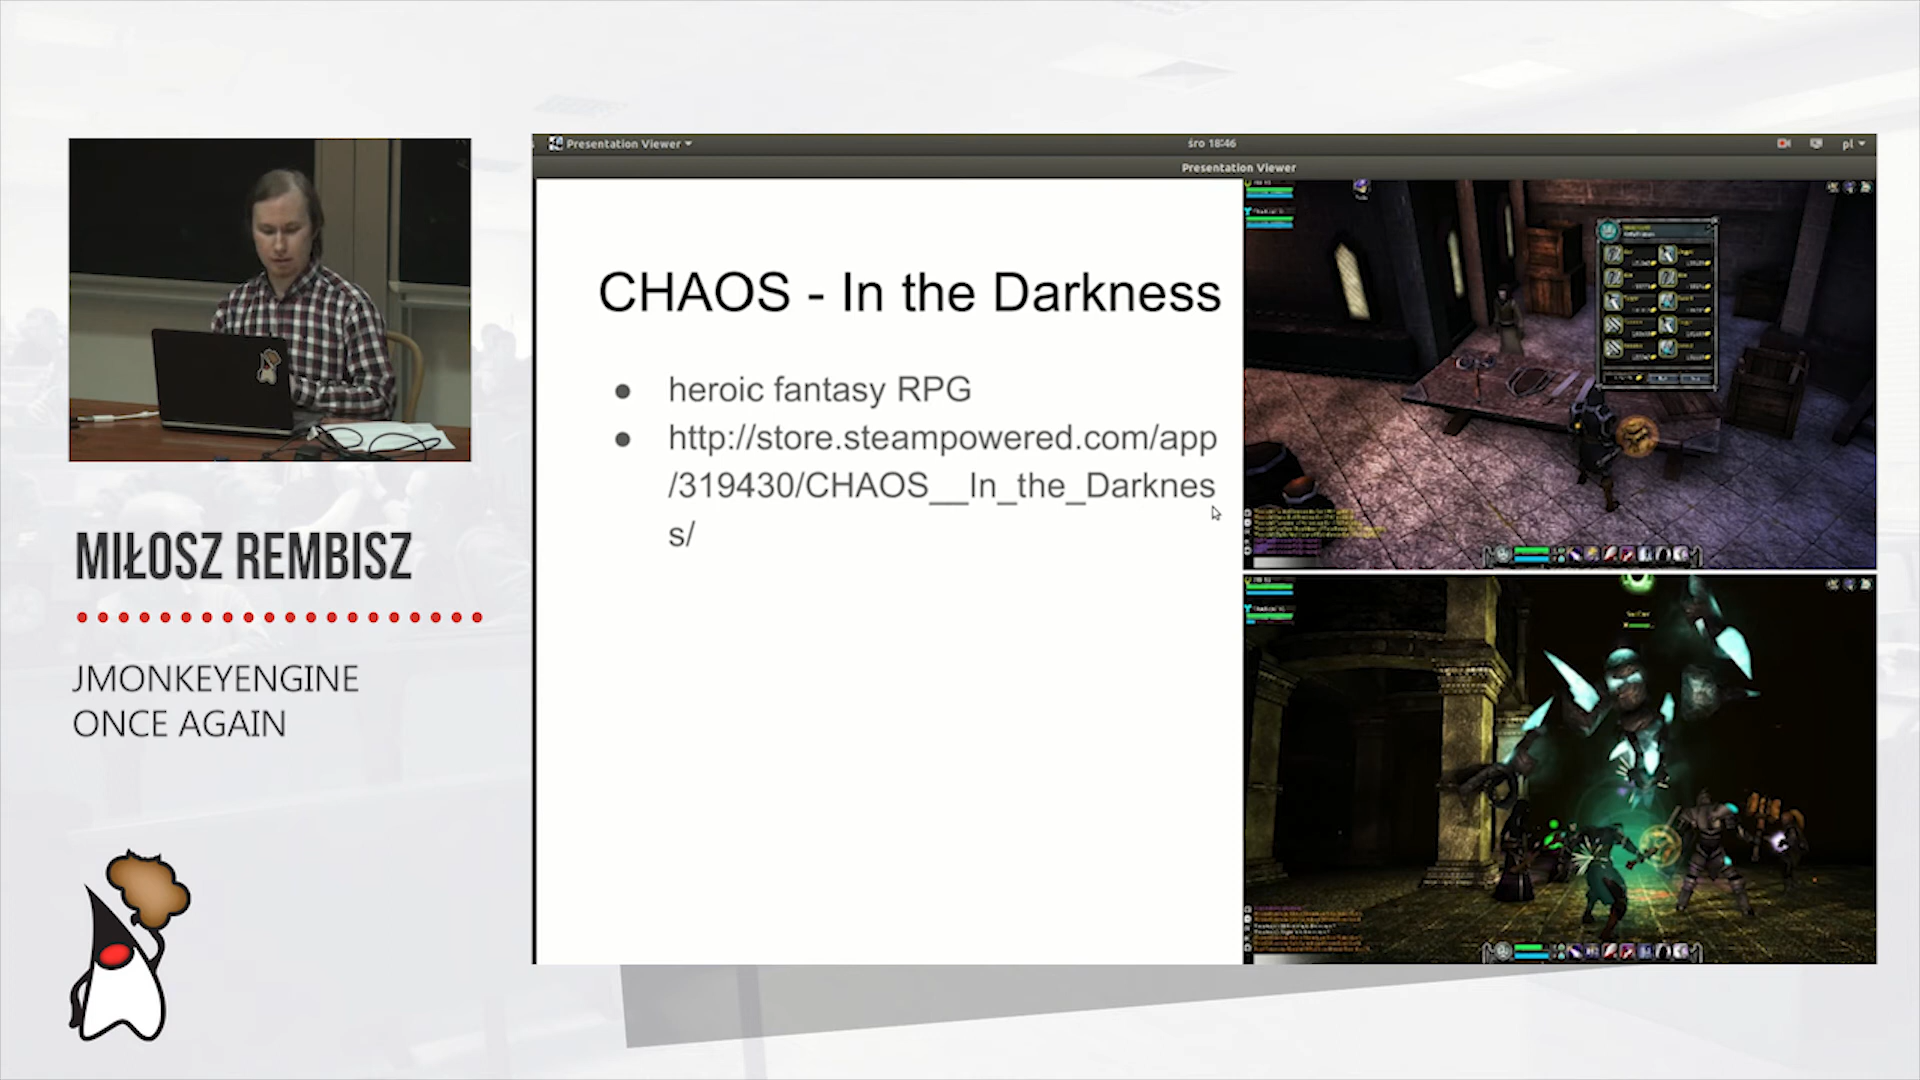 Presentation Viewer
śro 18:46
pl
Presentation Viewer
CHAOS - In the Darkness
heroic fantasy RPG
http://store.steampowered.com/app
/319430/CHAOS__In_the_Darknes
s/
MIŁOSZ REMBISZ
JMONKEYENGINE
ONCE AGAIN